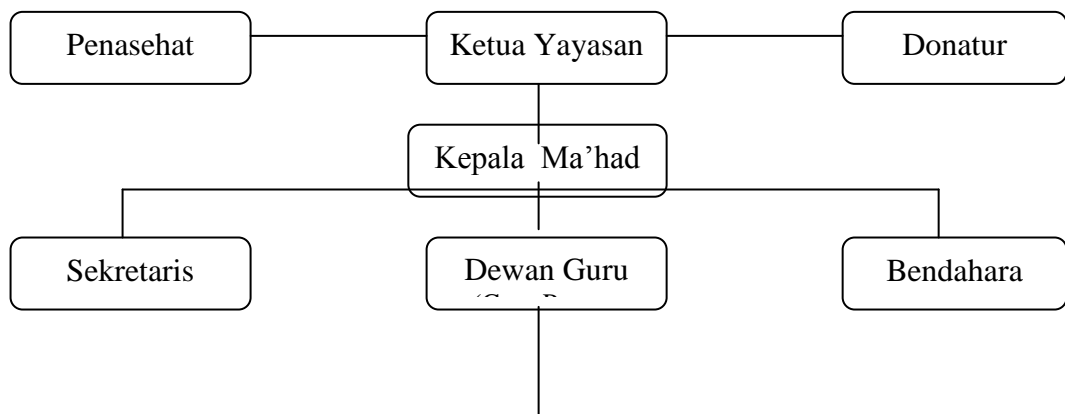 Penasehat
Ketua Yayasan
Donatur
Kepala Ma’had
Sekretaris
Dewan Guru
Bendahara